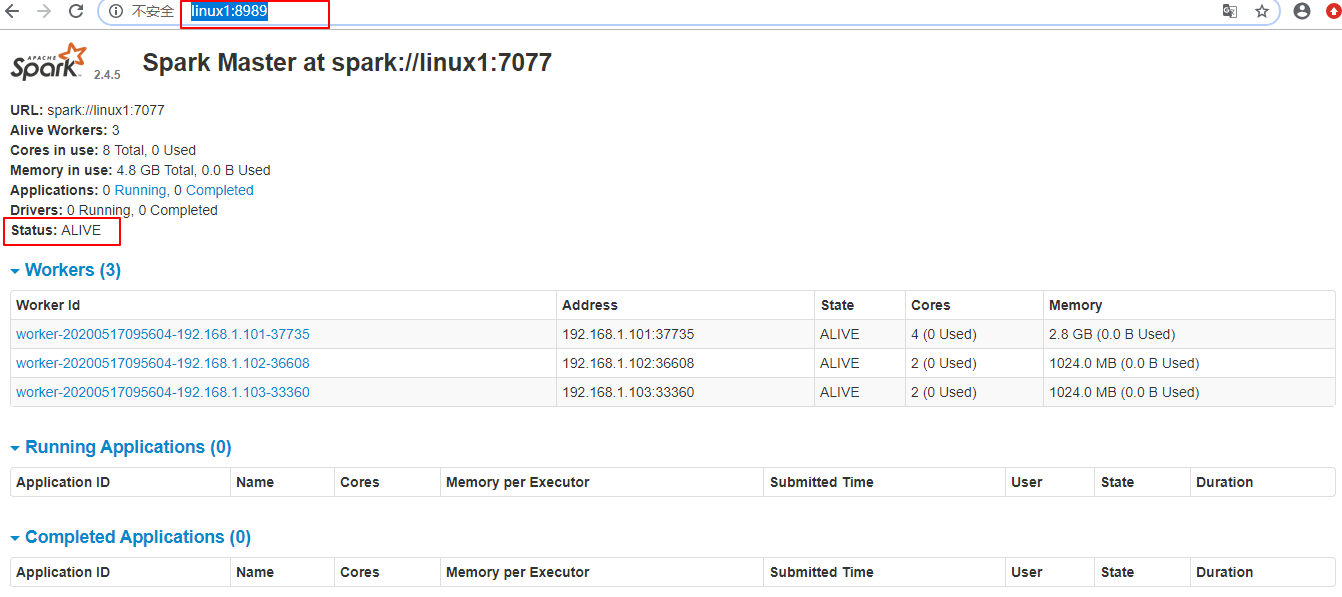 不安全 linux1:8989
APACHE Spark 2.4.5 Spark Master at spark://linux1:7077
URL: spark://linux1:7077
Alive Workers: 3
Cores in use: 8 Total, 0 Used
Memory in use: 4.8 GB Total, 0.0 B Used
Applications: 0 Running, 0 Completed
Drivers: 0 Running, 0 Completed
Status: ALIVE
Workers (3)
Worker Id Address State Cores Memory
worker-20200517095604-192.168.1.101-37735 192.168.1.101:37735 ALIVE 4 (0 Used) 2.8 GB (0.0 B Used)
worker-20200517095604-192.168.1.102-36608 192.168.1.102:36608 ALIVE 2 (0 Used) 1024.0 MB (0.0 B Used)
worker-20200517095604-192.168.1.103-33360 192.168.1.103:33360 ALIVE 2 (0 Used) 1024.0 MB (0.0 B Used)
Running Applications (0)
Application ID Name Cores Memory per Executor Submitted Time User State Duration
Completed Applications (0)
Application ID Name Cores Memory per Executor Submitted Time User State Duration